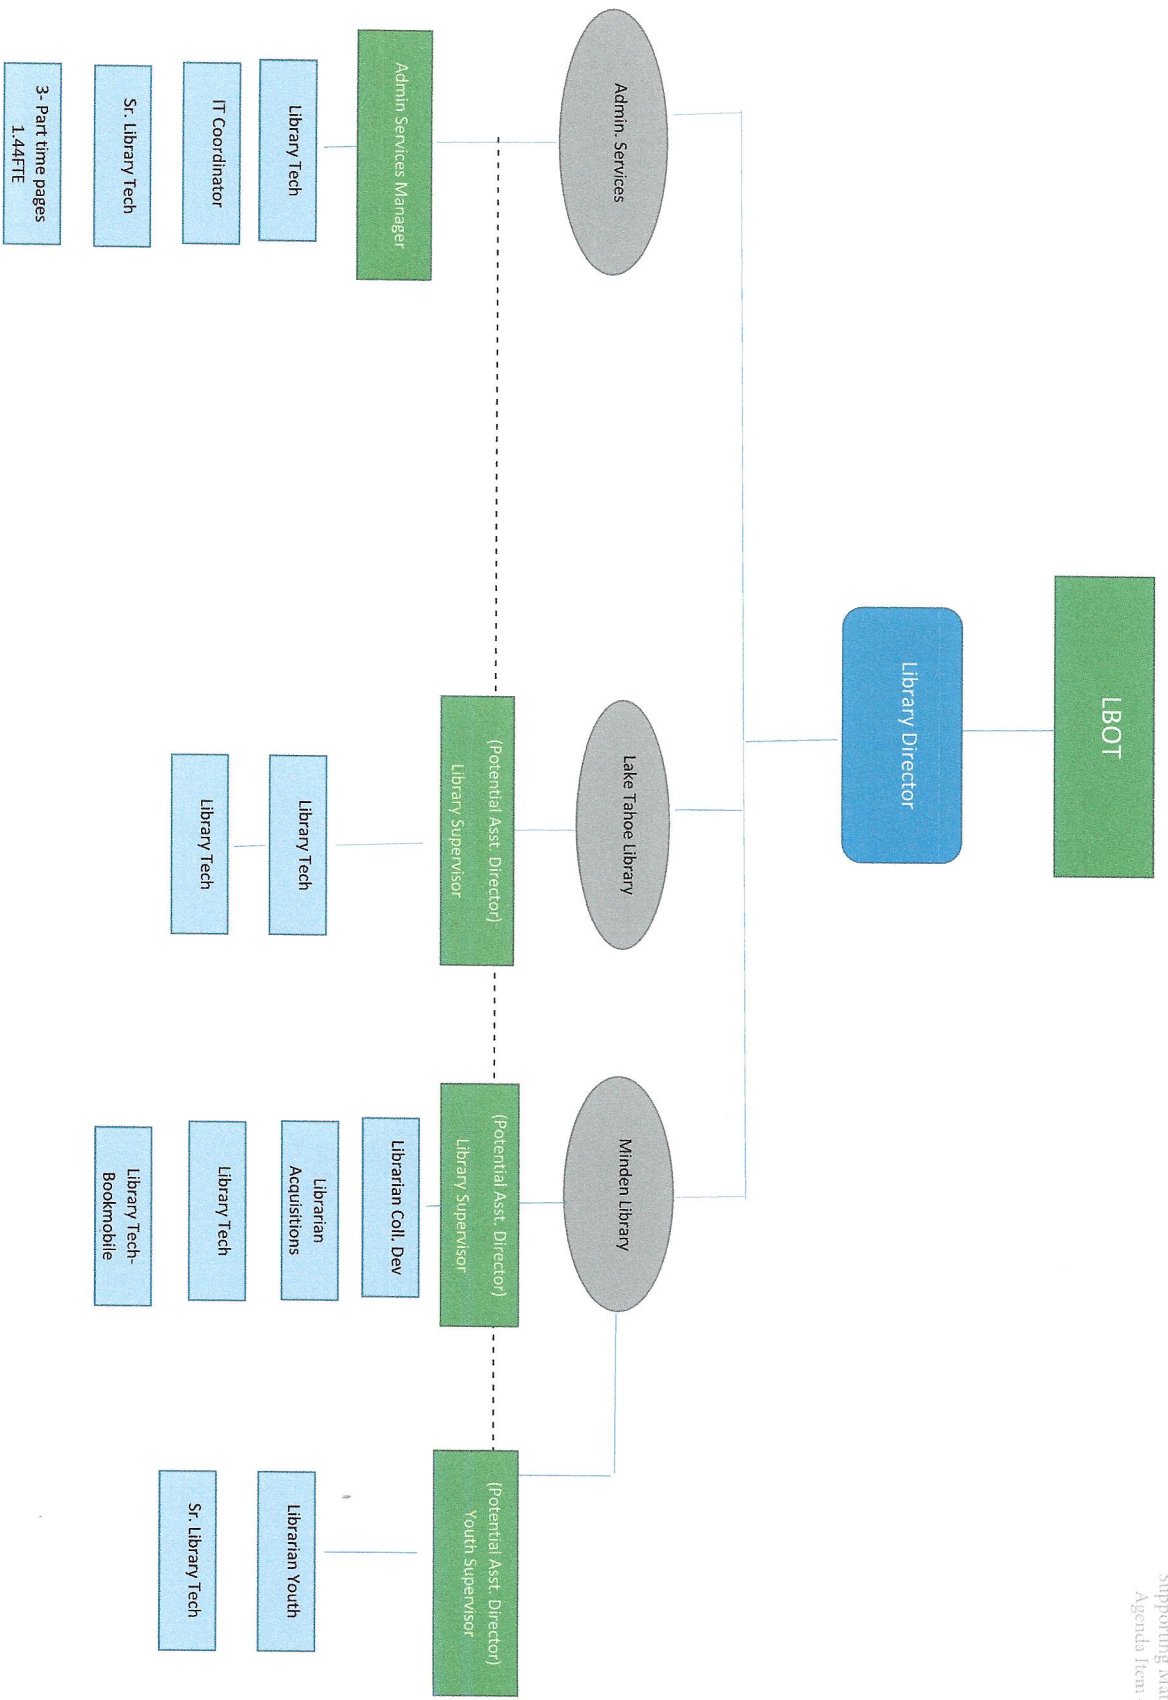 Agenda Item
LBOT
Library Director
Admin. Services
Lake Tahoe Library
Minden Library
Admin Services Manager
(Potential Asst. Director)
Library Supervisor
(Potential Asst. Director)
Library Supervisor
(Potential Asst. Director)
Youth Supervisor
Library Tech
IT Coordinator
Sr. Library Tech
3- Part time pages
1.44FTE
Library Tech
Library Tech
Librarian Coll. Dev
Librarian
Acquisitions
Library Tech
Library Tech-
Bookmobile
Librarian Youth
Sr. Library Tech